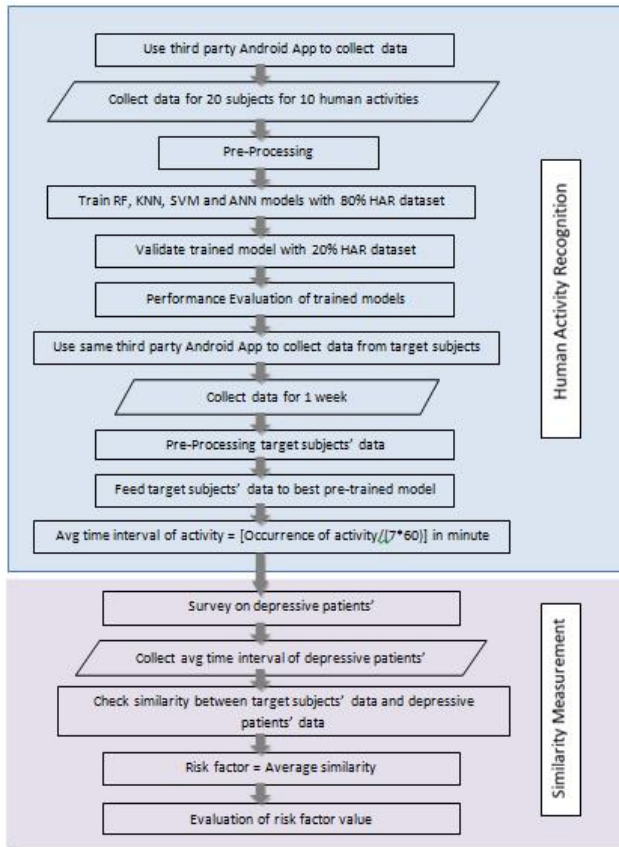 Use third party Android App to collect data
Collect data for 20 subjects for 10 human activities
Pre-Processing
Train RF, KNN, SVM and ANN models with 80% HAR dataset
Validate trained model with 20% HAR dataset
Performance Evaluation of trained models
Use same third party Android App to collect data from target subjects
Collect data for 1 week
Pre-Processing target subjects' data
Feed target subjects' data to best pre-trained model
Avg time interval of activity = [Occurrence of activity/(7*60)] in minute
Human Activity Recognition
Survey on depressive patients'
Collect avg time interval of depressive patients'
Check similarity between target subjects' data and depressive
patients' data
Risk factor = Average similarity
Evaluation of risk factor value
Similarity Measurement